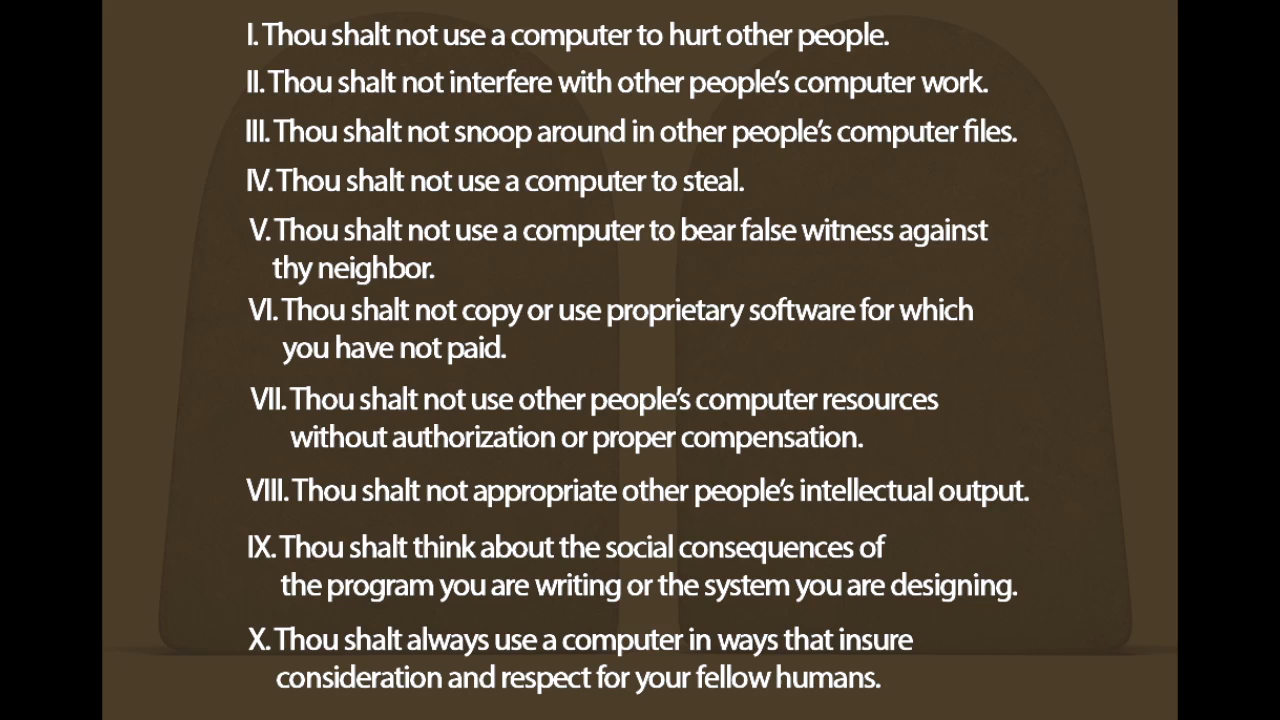 I. Thou shalt not use a computer to hurt other people.
II. Thou shalt not interfere with other people's computer work.
III. Thou shalt not snoop around in other people's computer files.
IV. Thou shalt not use a computer to steal.
V. Thou shalt not use a computer to bear false witness against
thy neighbor.
VI. Thou shalt not copy or use proprietary software for which
you have not paid.
VII. Thou shalt not use other people's computer resources
without authorization or proper compensation.
VIII. Thou shalt not appropriate other people's intellectual output.
IX. Thou shalt think about the social consequences of
the program you are writing or the system you are designing.
X. Thou shalt always use a computer in ways that insure
consideration and respect for your fellow humans.